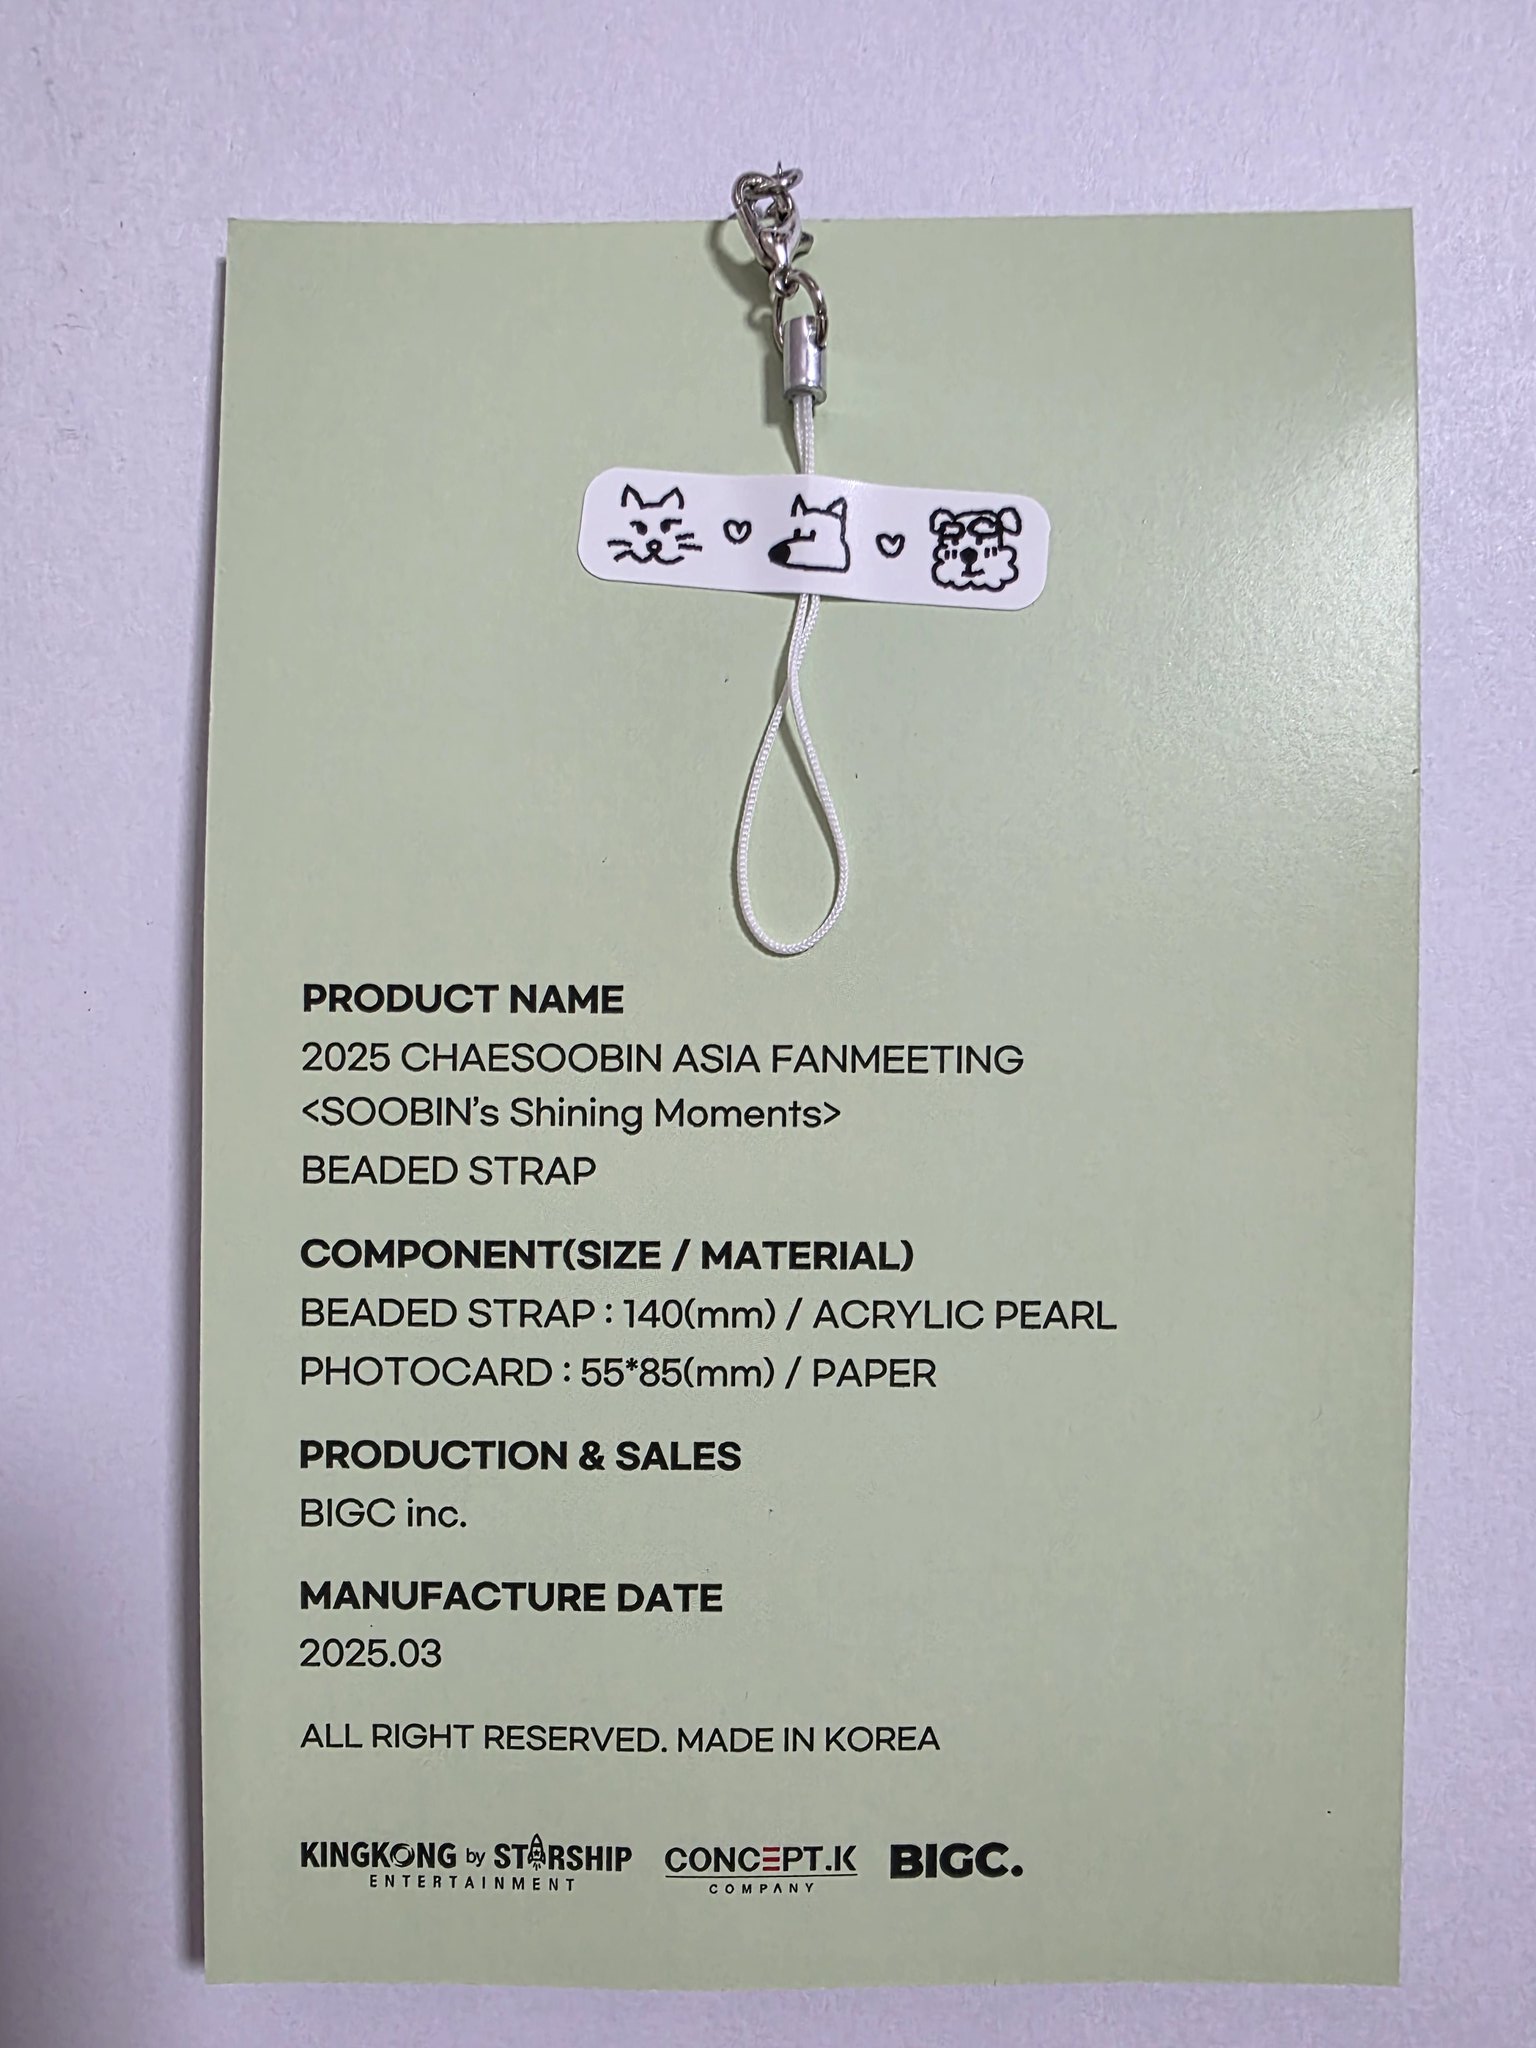 PRODUCT NAME
2025 CHAESOOBIN ASIA FANMEETING
<SOOBIN's Shining Moments>
BEADED STRAP
COMPONENT(SIZE / MATERIAL)
BEADED STRAP : 140(mm) / ACRYLIC PEARL
PHOTOCARD : 55*85(mm) / PAPER
PRODUCTION & SALES
BIGC inc.
MANUFACTURE DATE
2025.03
ALL RIGHT RESERVED. MADE IN KOREA
KINGKONG by STARSHIP ENTERTAINMENT
CONCEPT.K COMPANY
BIGC.